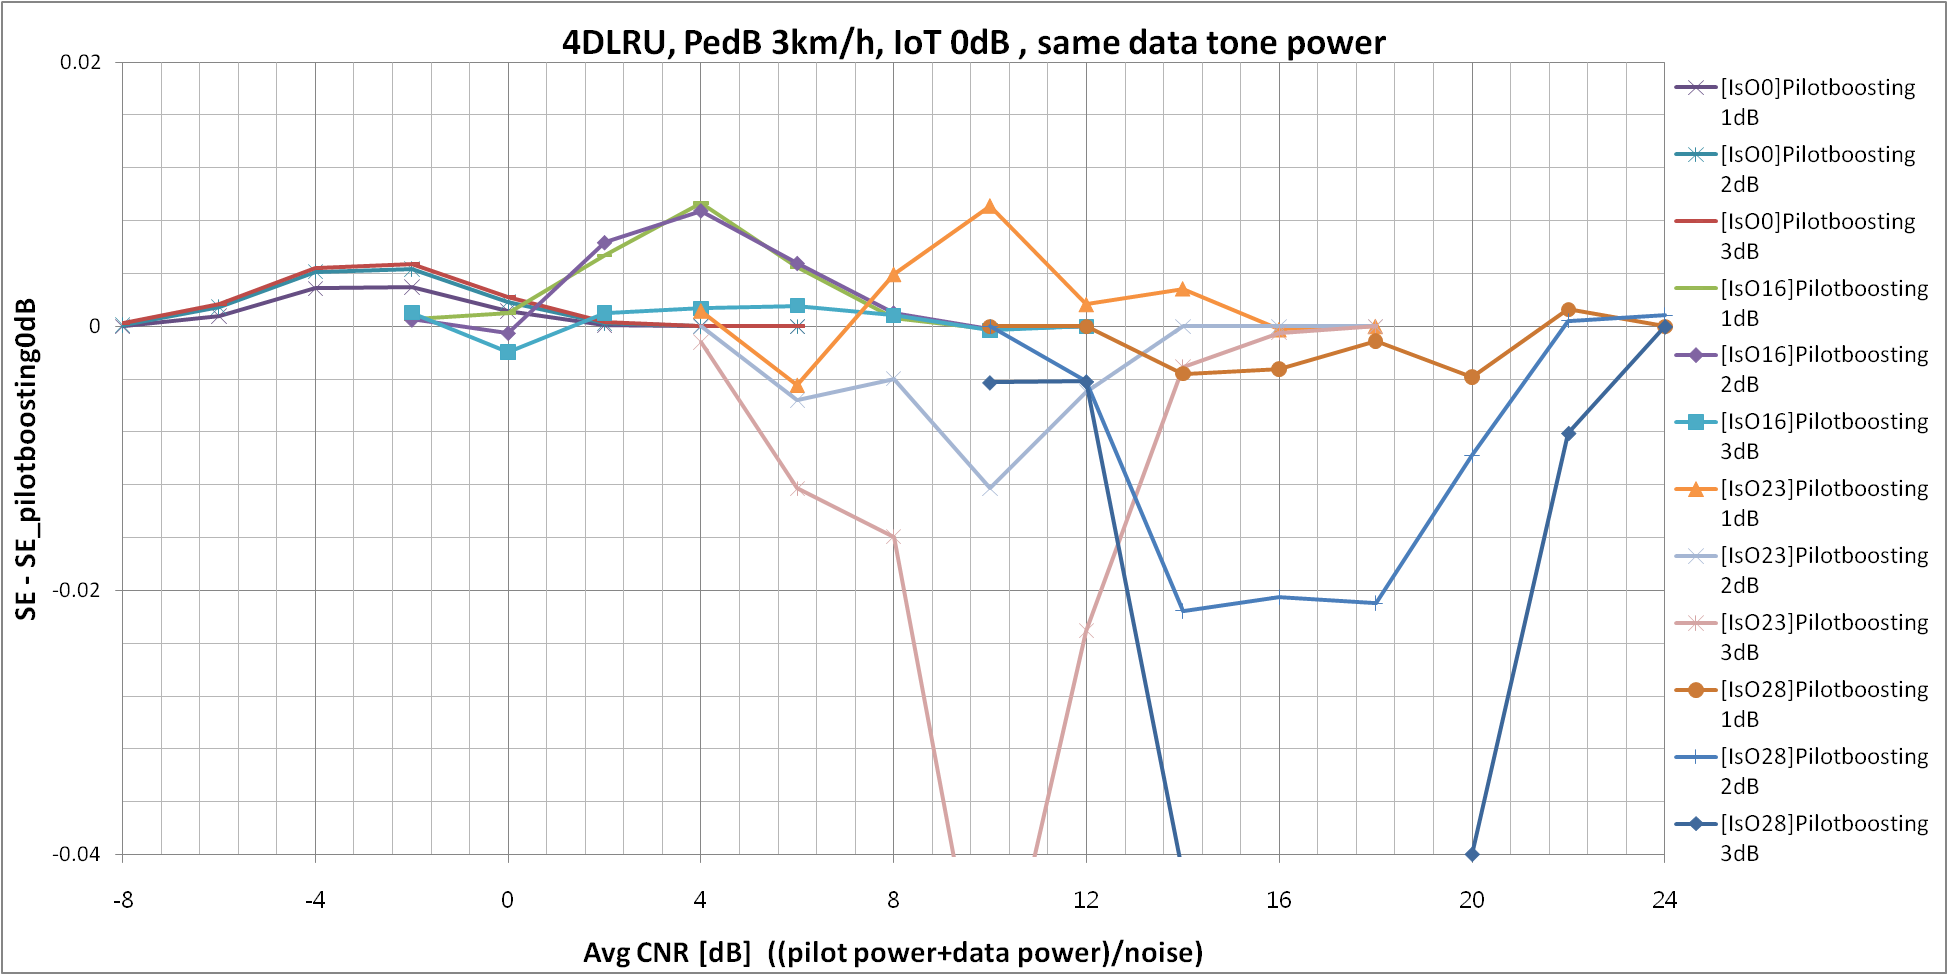 4DLRU, PedB 3km/h, IoT 0dB , same data tone power
SE - SE_pilotboosting0dB
0.02
0
-0.02
-0.04
-8
-4
0
4
8
12
16
20
24
Avg CNR [dB]  ((pilot power+data power)/noise)
[IsO0]Pilotboosting
1dB
[IsO0]Pilotboosting
2dB
[IsO0]Pilotboosting
3dB
[IsO16]Pilotboosting
1dB
[IsO16]Pilotboosting
2dB
[IsO16]Pilotboosting
3dB
[IsO23]Pilotboosting
1dB
[IsO23]Pilotboosting
2dB
[IsO23]Pilotboosting
3dB
[IsO28]Pilotboosting
1dB
[IsO28]Pilotboosting
2dB
[IsO28]Pilotboosting
3dB